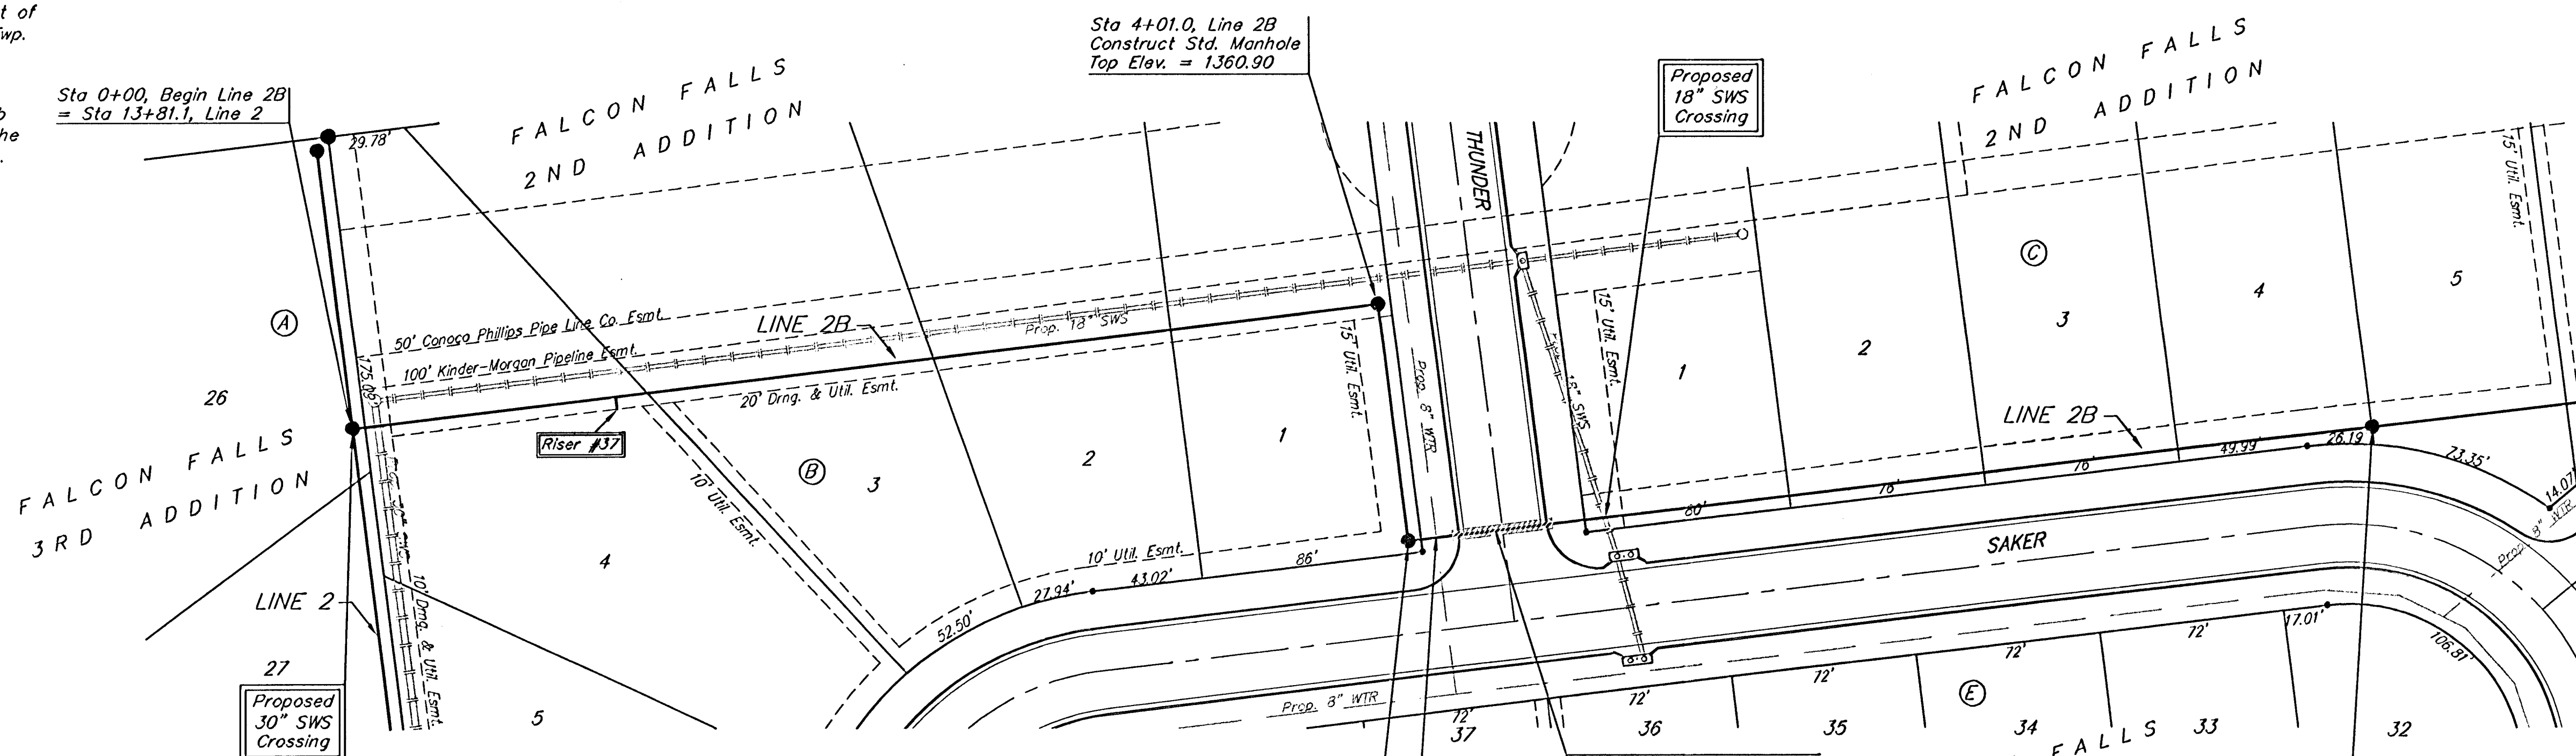 t of
Twp.
he
Sta 0+00, Begin Line 2B
= Sta 13+81.1, Line 2
29.78'
FALCON FALLS
2ND ADDITION
Sta 4+01.0, Line 2B
Construct Std. Manhole
Top Elev. = 1360.90
THUNDER
Proposed
18" SWS
Crossing
FALCON FALLS
2ND ADDITION
15' Util. Esmt.
A
26
175.09'
50' Conoco Phillips Pipe Line Co. Esmt.
100' Kinder-Morgan Pipeline Esmt.
LINE 2B
Prop. 18" SWS
20' Drng. & Util. Esmt.
Riser #37
15' Util. Esmt.
Prop. 8" WTR
18" SWS
15' Util. Esmt.
C
1
2
3
4
5
LINE 2B
80'
76'
76'
49.99'
26.19
73.35'
14.07'
Prop. 8" WTR
FALCON FALLS
3RD ADDITION
LINE 2
27
Proposed
30" SWS
Crossing
10' Drng. & Util. Esmt.
4
5
10' Util. Esmt.
B
3
2
1
10' Util. Esmt.
52.50'
27.94'
43.02'
86'
SAKER
Prop. 8" WTR
72'
72'
72'
72'
72'
17.01'
106.81'
37
36
35
34
33
32
E
FALLS